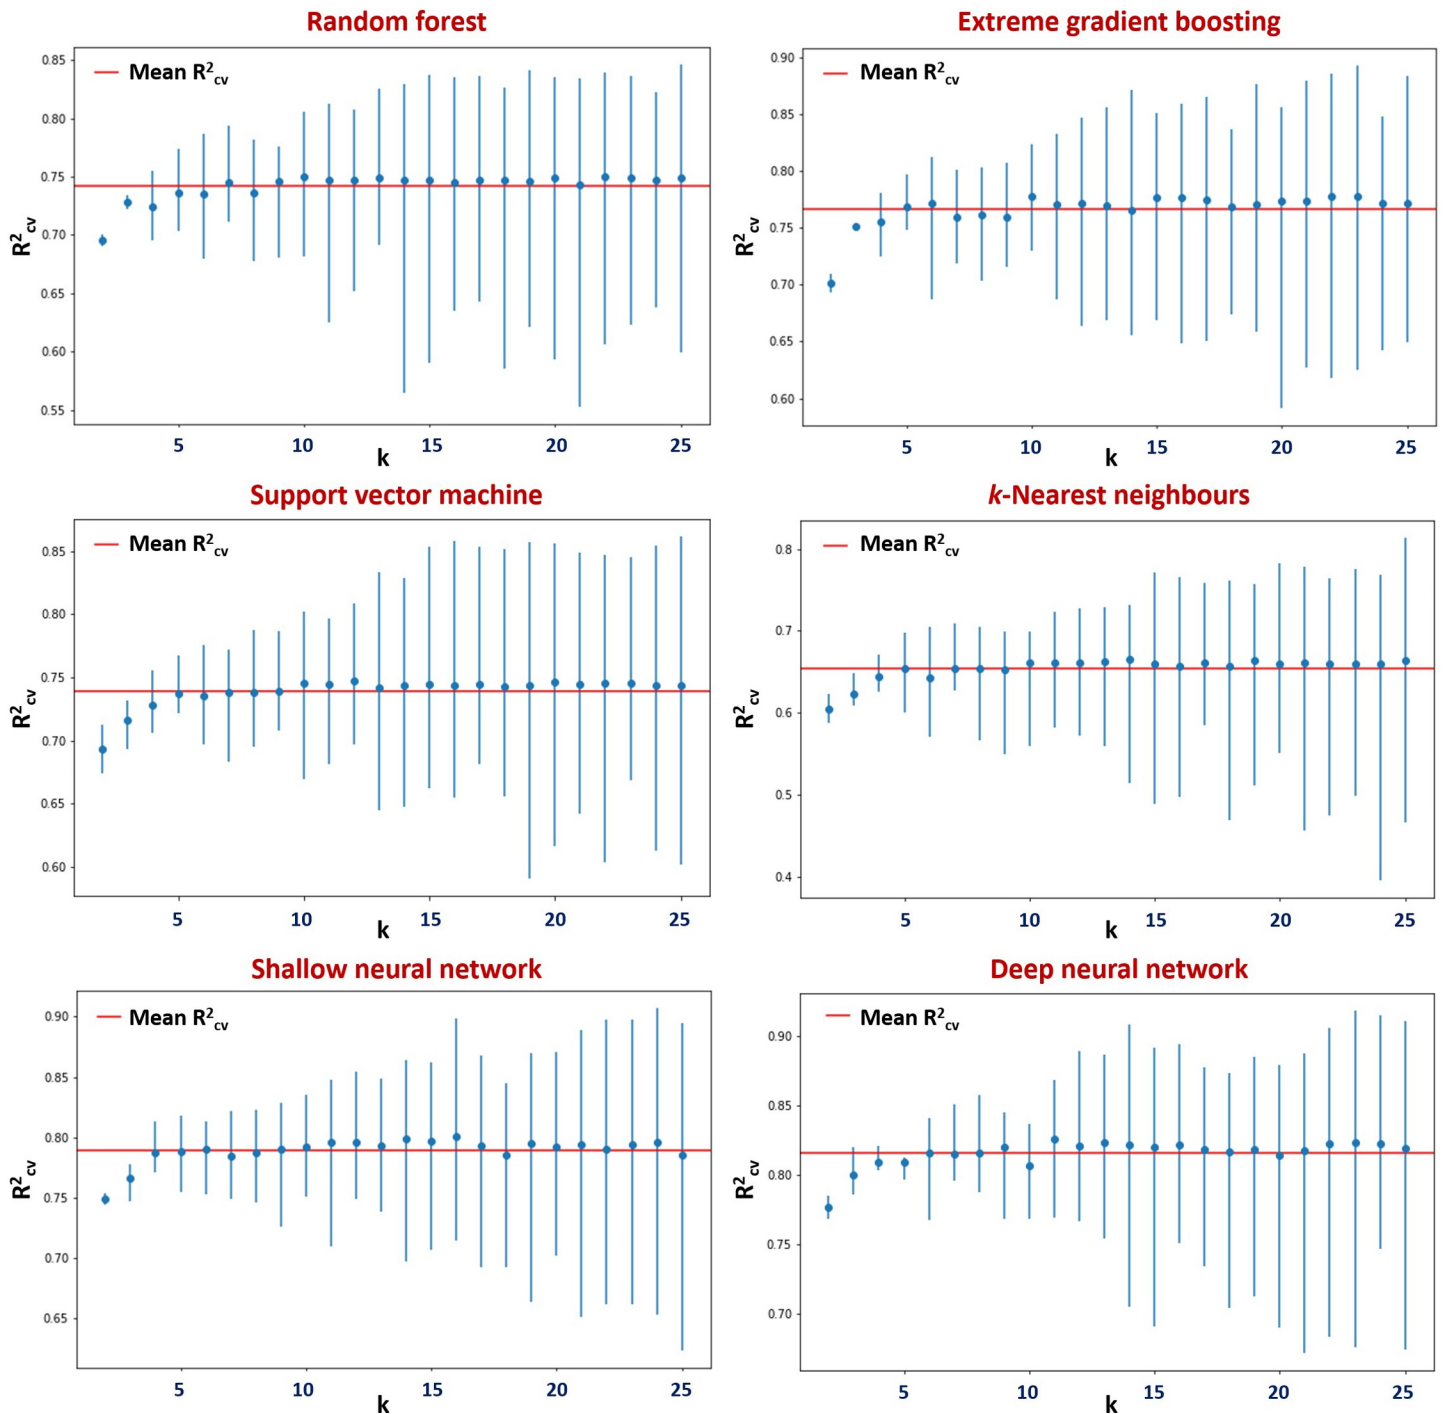 Random forest
Mean R²cv
0.85
0.80
0.75
0.70
0.65
0.60
0.55
R²cv
5 10 15 20 25
k
Extreme gradient boosting
Mean R²cv
0.90
0.85
0.80
0.75
0.70
0.65
0.60
R²cv
5 10 15 20 25
k
Support vector machine
Mean R²cv
0.85
0.80
0.75
0.70
0.65
0.60
R²cv
5 10 15 20 25
k
k-Nearest neighbours
Mean R²cv
0.8
0.7
0.6
0.5
0.4
R²cv
5 10 15 20 25
k
Shallow neural network
Mean R²cv
0.90
0.85
0.80
0.75
0.70
0.65
R²cv
5 10 15 20 25
k
Deep neural network
Mean R²cv
0.90
0.85
0.80
0.75
0.70
R²cv
5 10 15 20 25
k